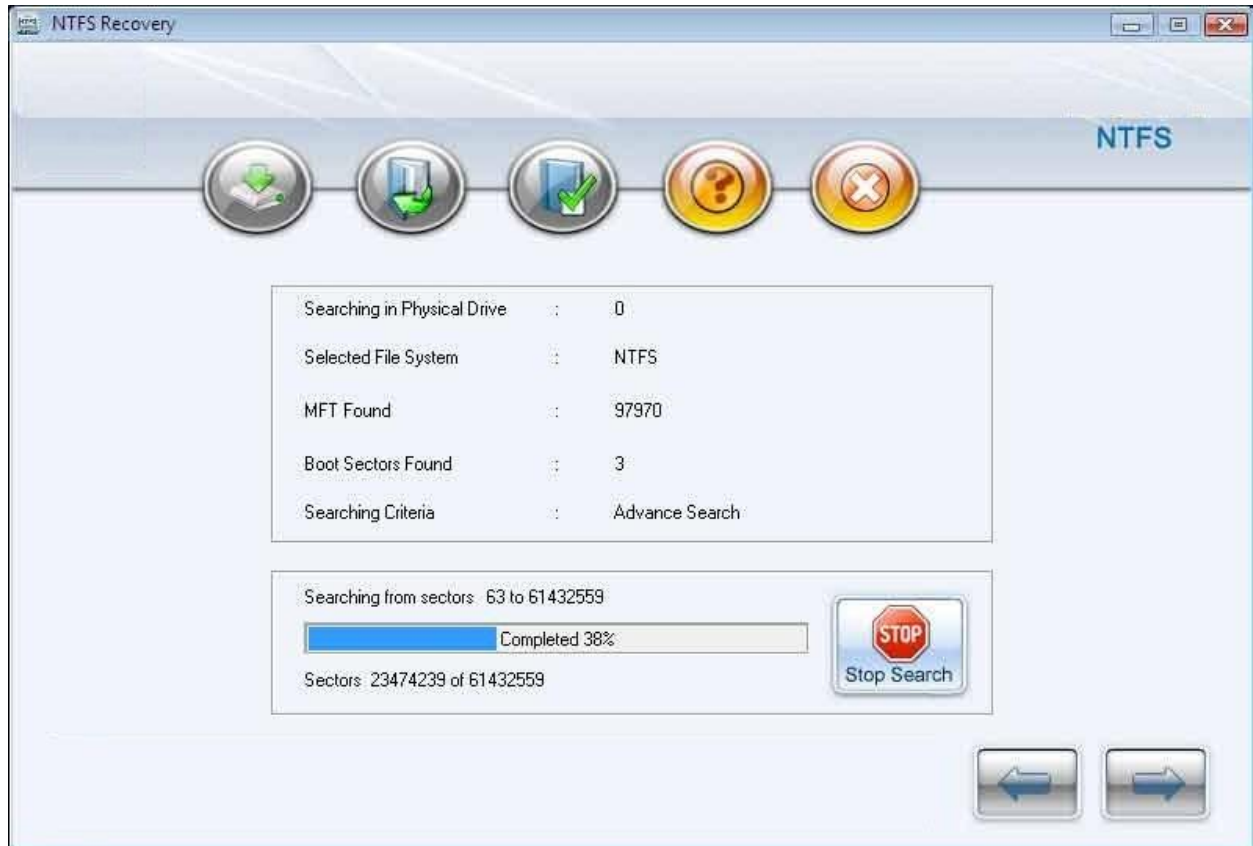 NTFS Recovery
NTFS
Searching in Physical Drive : 0
Selected File System : NTFS
MFT Found : 97970
Boot Sectors Found : 3
Searching Criteria : Advance Search
Searching from sectors 63 to 61432559
Completed 38%
Sectors 23474239 of 61432559
STOP
Stop Search